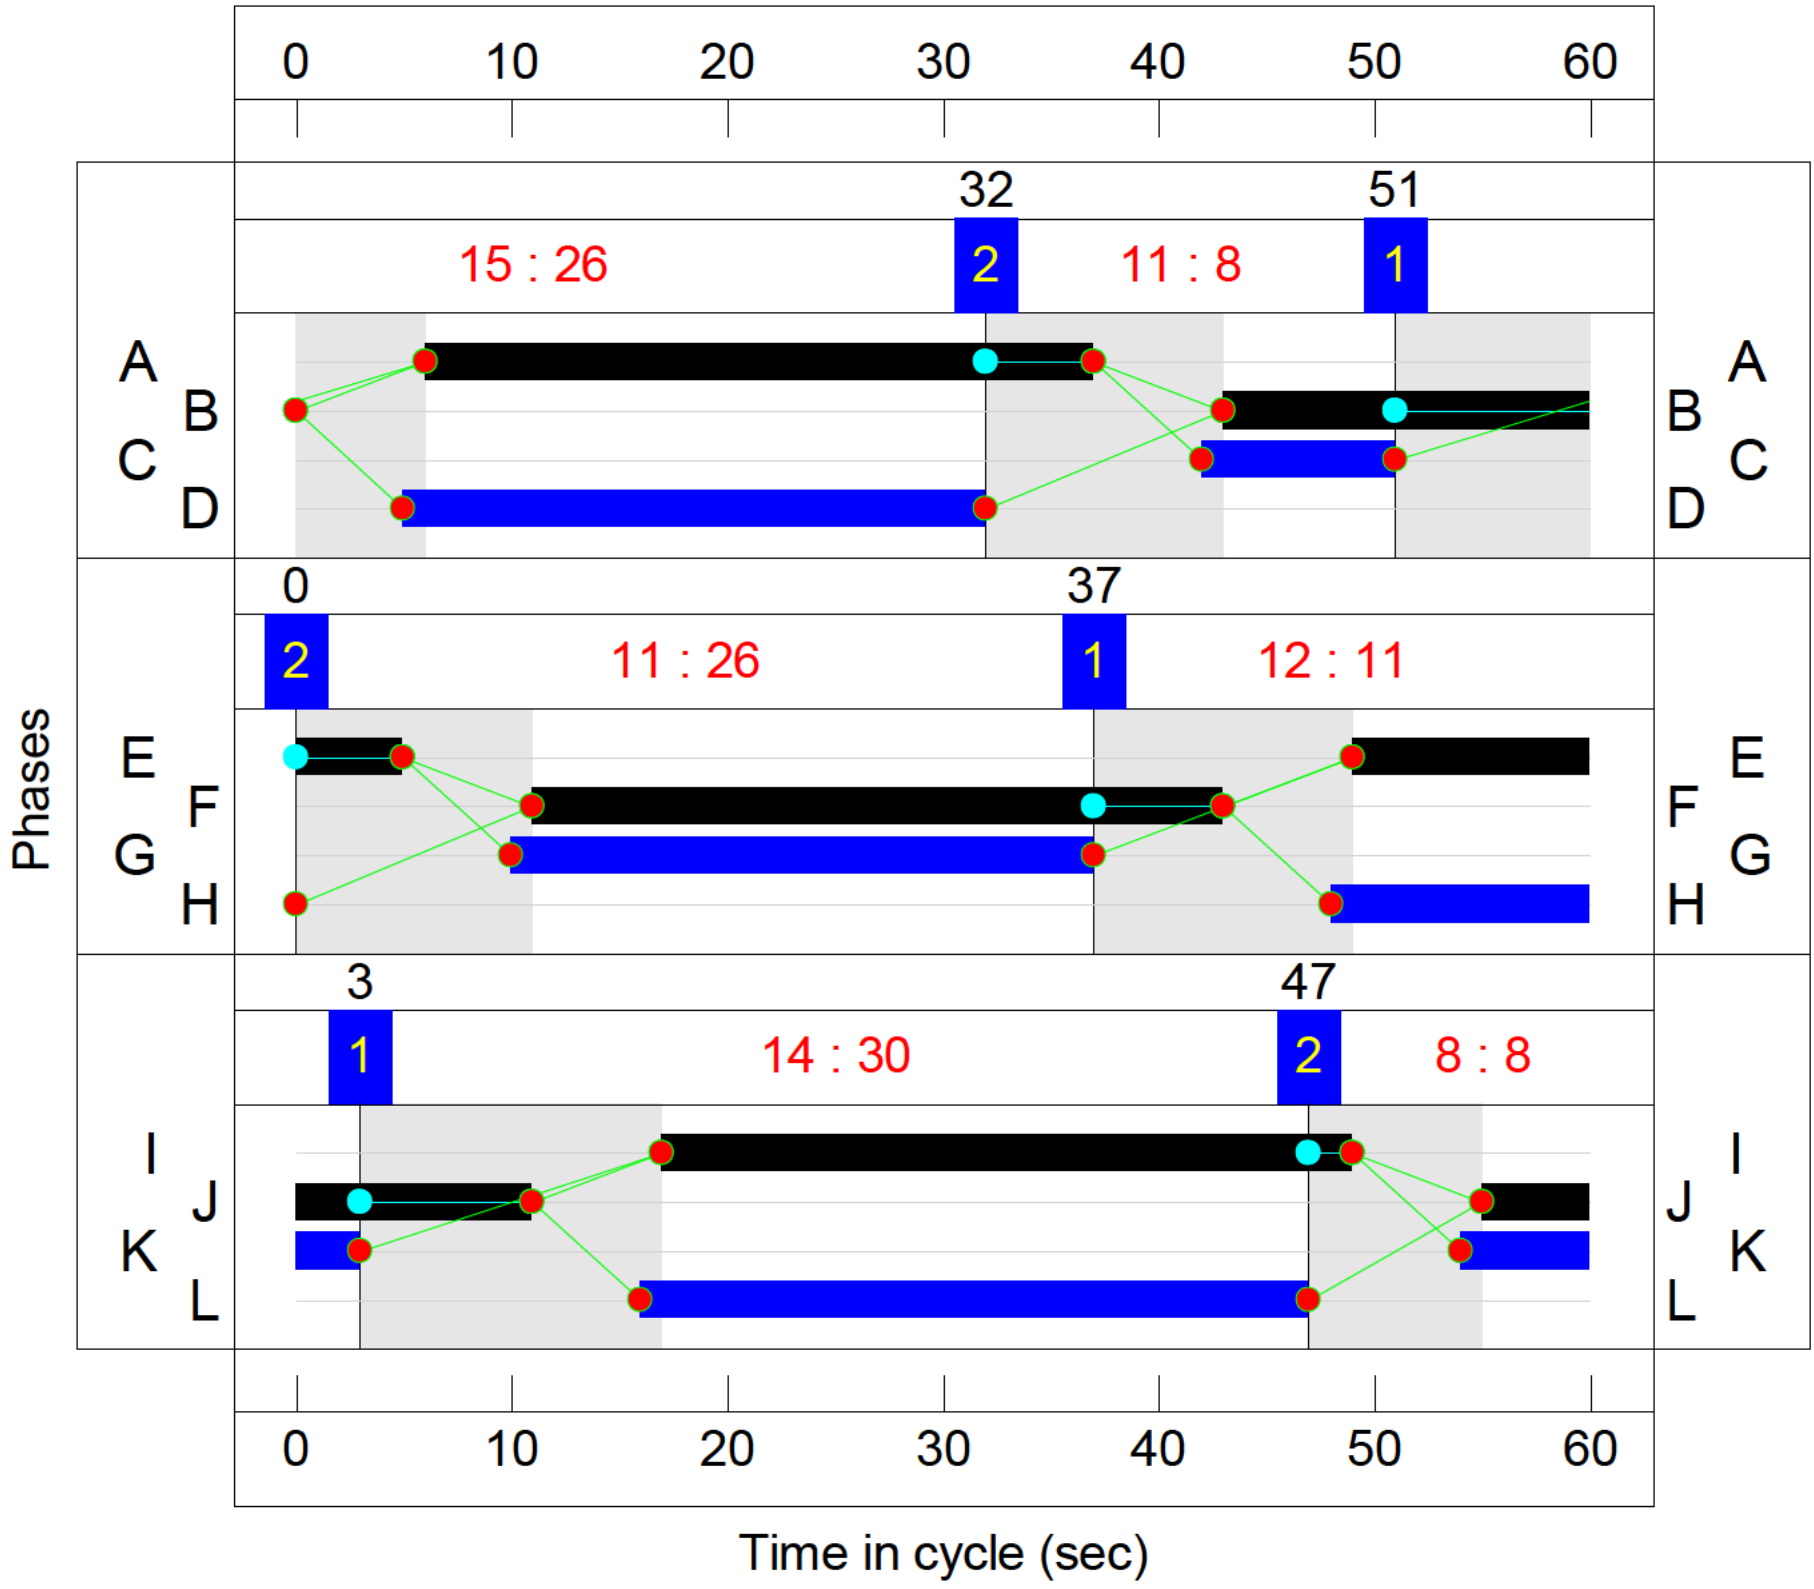 0 10 20 30 40 50 60
32 51
15 : 26 2 11 : 8 1
A A
B B
C C
D D
0 37
2 11 : 26 1 12 : 11
Phases
E E
F F
G G
H H
3 47
1 14 : 30 2 8 : 8
I I
J J
K K
L L
0 10 20 30 40 50 60
Time in cycle (sec)